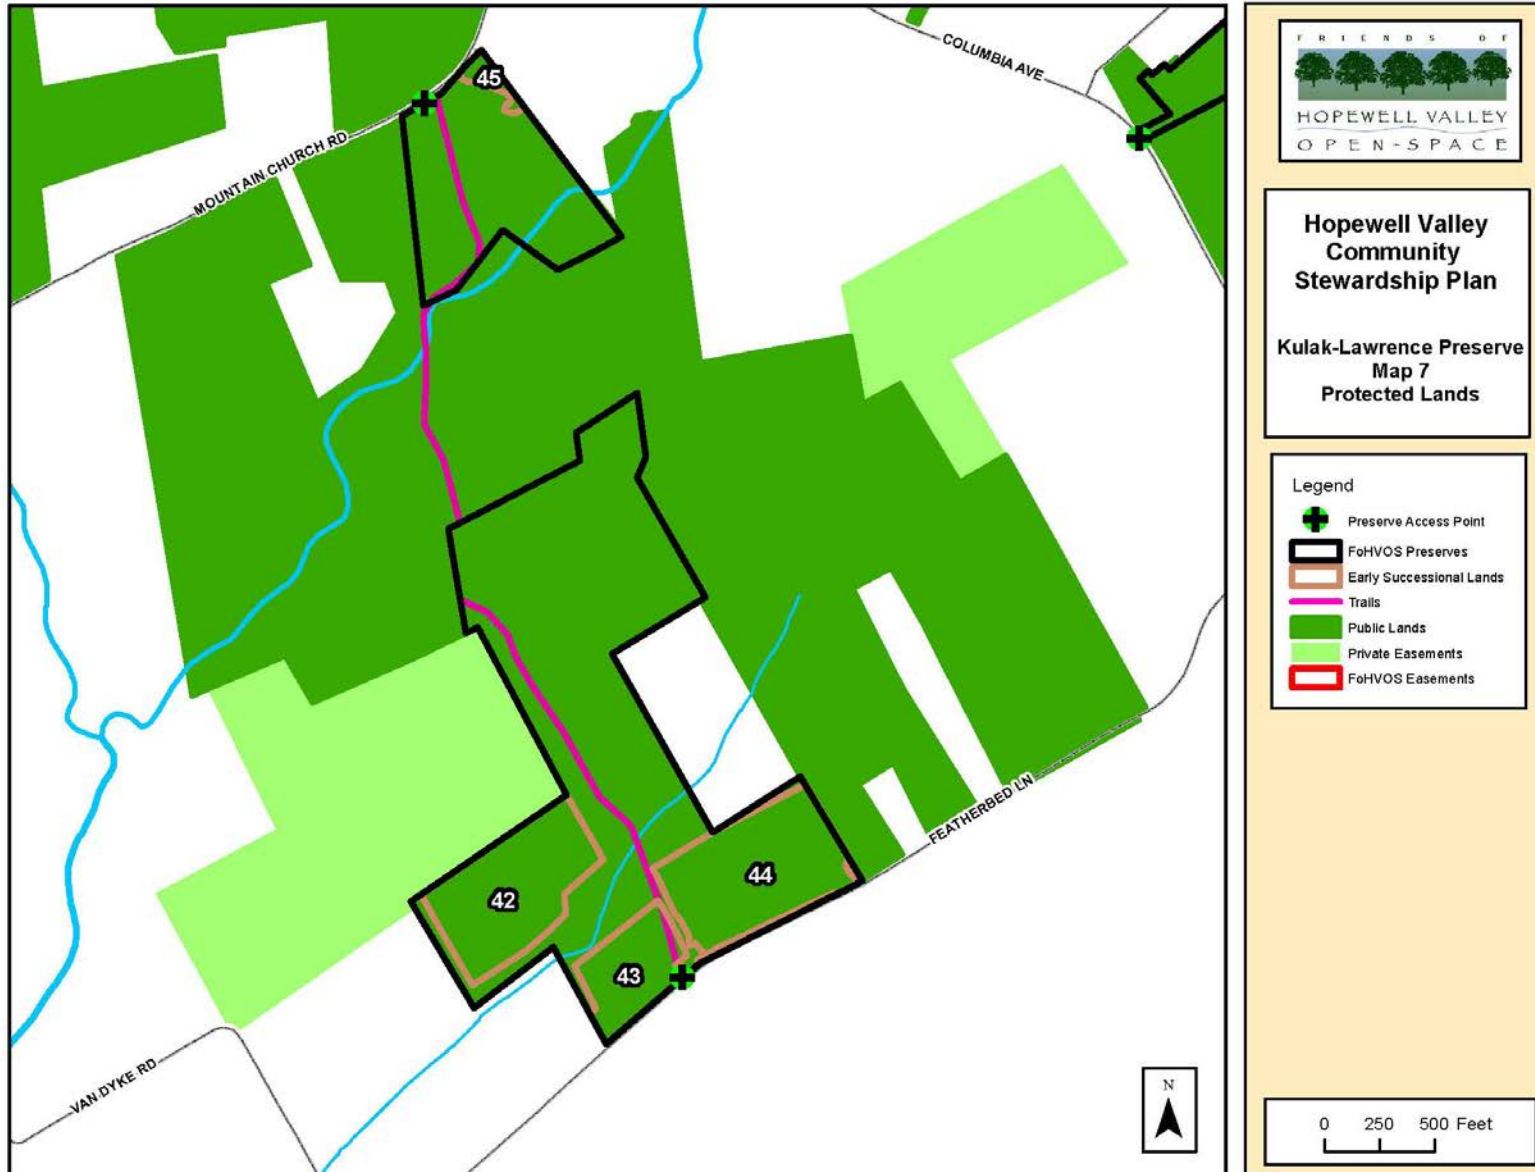 COLUMBIA AVE
45
MOUNTAIN CHURCH RD
42
44
43
FEATHERBED LN
VAN DYKE RD
N
FRIENDS OF
HOPEWELL VALLEY
OPEN-SPACE
Hopewell Valley
Community
Stewardship Plan
Kulak-Lawrence Preserve
Map 7
Protected Lands
Legend
Preserve Access Point
FoHVOS Preserves
Early Successional Lands
Trails
Public Lands
Private Easements
FoHVOS Easements
0 250 500 Feet